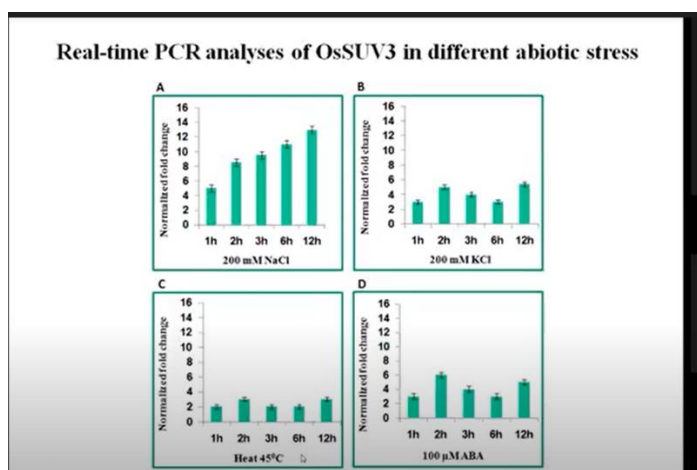 Real-time PCR analyses of OsSUV3 in different abiotic stress
A
Normalized fold change
16
14
12
10
8
6
4
2
0
1h 2h 3h 6h 12h
200 mM NaCl
B
Normalized fold change
16
14
12
10
8
6
4
2
0
1h 2h 3h 6h 12h
200 mM KCl
C
Normalized fold change
16
14
12
10
8
6
4
2
0
1h 2h 3h 6h 12h
Heat 45⁰C
D
Normalized fold change
16
14
12
10
8
6
4
2
0
1h 2h 3h 6h 12h
100 µM ABA